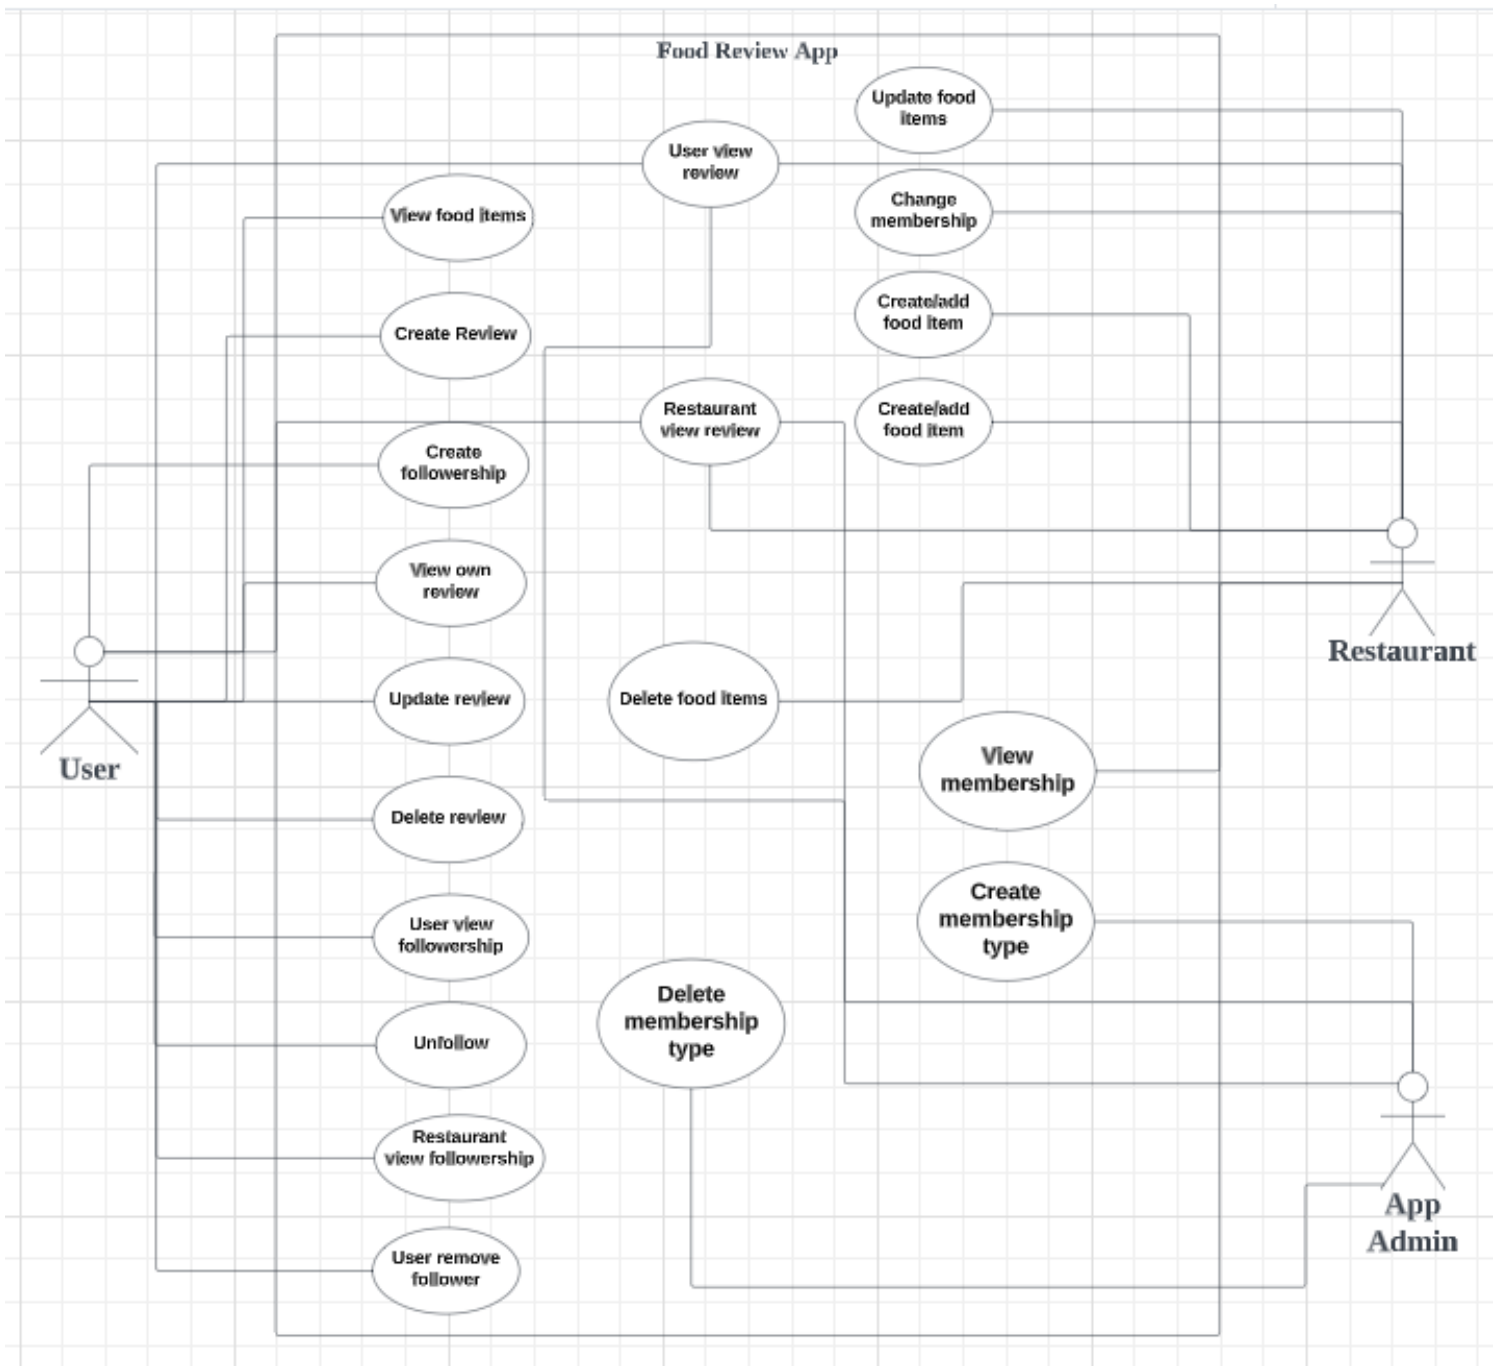 Food Review App
Update food
items
User view
review
Change
membership
View food items
Create/add
food item
Create Review
Restaurant
view review
Create/add
food item
Create
followership
View own
review
Restaurant
Update review
Delete food items
User
View
membership
Delete review
Create
membership
type
User view
followership
Delete
membership
type
Unfollow
Restaurant
view followership
App
Admin
User remove
follower